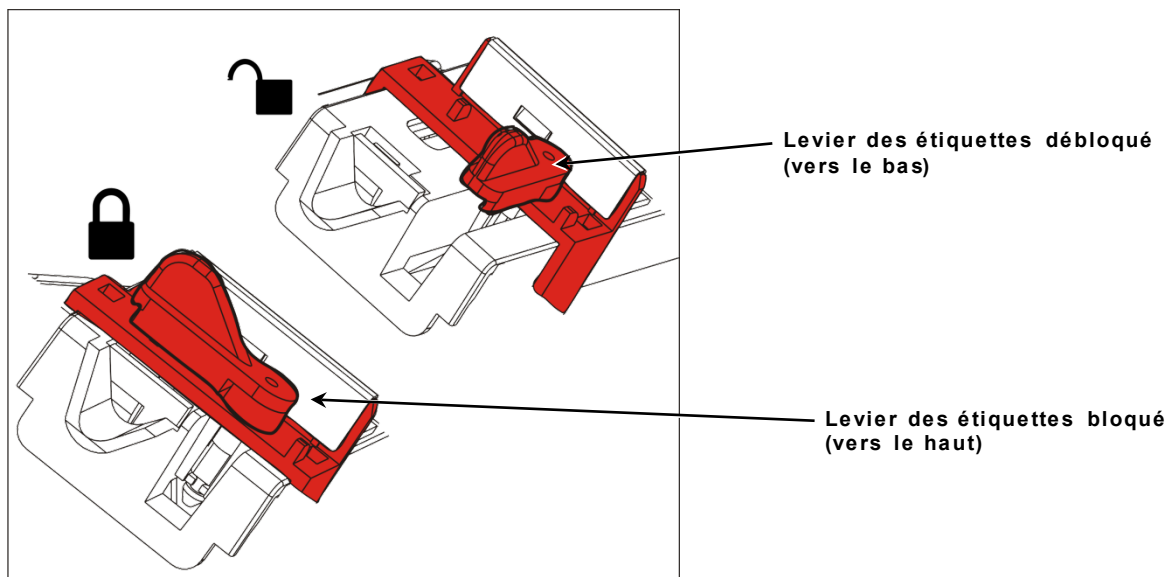 Levier des étiquettes débloqué
(vers le bas)
Levier des étiquettes bloqué
(vers le haut)